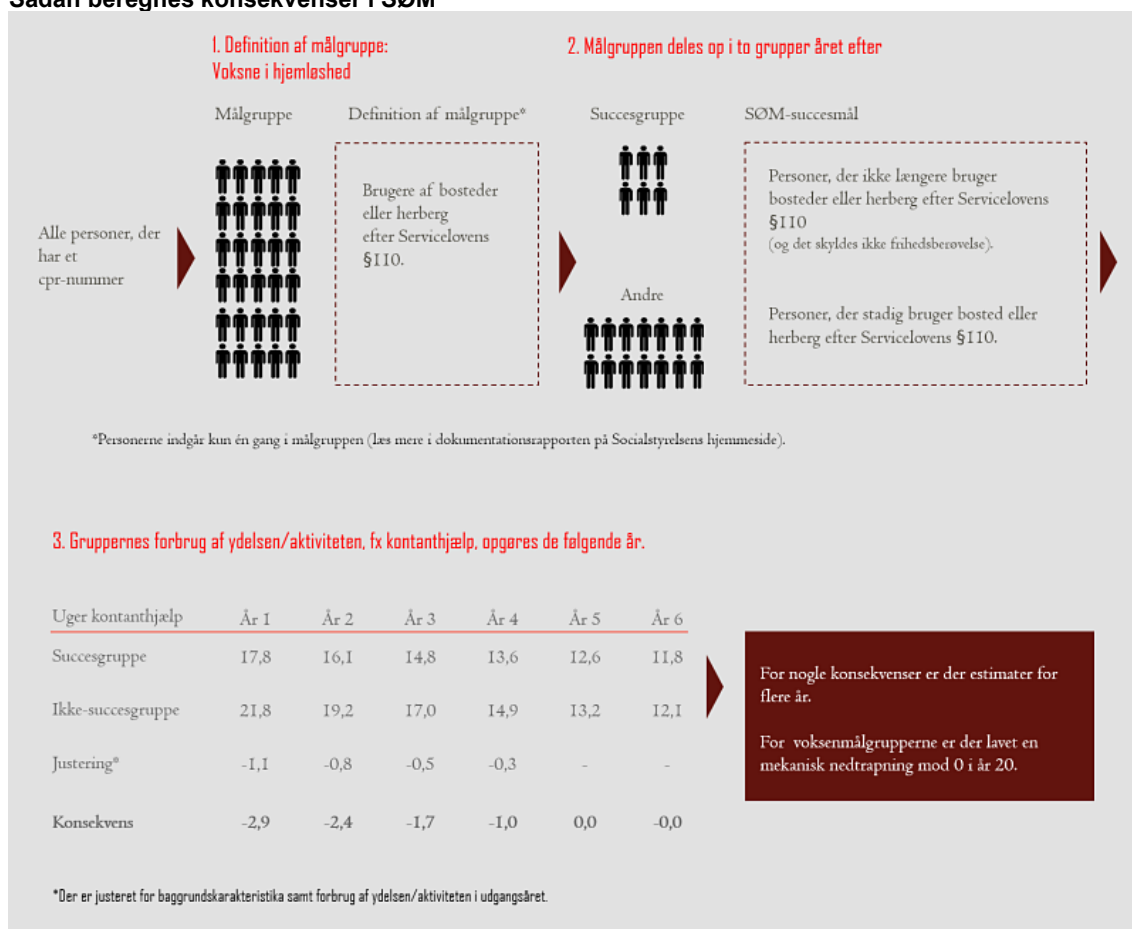 Sådan beregnes konsekvenser i SØM
1. Definition af målgruppe:
Voksne i hjemløshed
2. Målgruppen deles op i to grupper året efter
Målgruppe
Definition af målgruppe*
Succesgruppe
SØM-succesmål
Alle personer, der
har et
cpr-nummer
Brugere af bosteder
eller herberg
efter Servicelovens
§110.
Personer, der ikke længere bruger
bosteder eller herberg efter Servicelovens
§110
(og det skyldes ikke frihedsberøvelse).
Andre
Personer, der stadig bruger bosted eller
herberg efter Servicelovens §110.
*Personerne indgår kun én gang i målgruppen (læs mere i dokumentationsrapporten på Socialstyrelsens hjemmeside).
3. Gruppernes forbrug af ydelsen/aktiviteten, fx kontanthjælp, opgøres de følgende år.
Uger kontanthjælp År 1 År 2 År 3 År 4 År 5 År 6
Succesgruppe 17,8 16,1 14,8 13,6 12,6 11,8
Ikke-succesgruppe 21,8 19,2 17,0 14,9 13,2 12,1
Justering* -1,1 -0,8 -0,5 -0,3 - -
Konsekvens -2,9 -2,4 -1,7 -1,0 0,0 -0,0
For nogle konsekvenser er der estimater for
flere år.
For voksenmålgrupperne er der lavet en
mekanisk nedtrapning mod 0 i år 20.
*Der er justeret for baggrundskarakteristika samt forbrug af ydelsen/aktiviteten i udgangsåret.